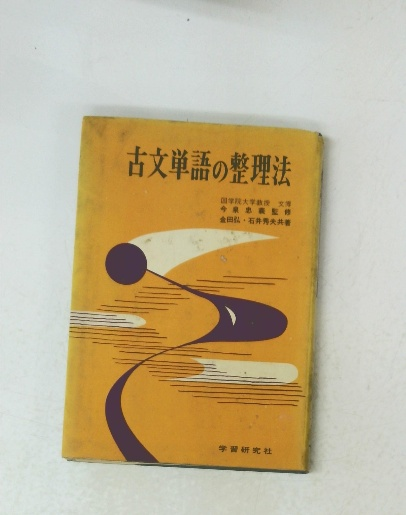 古文単語の整理法
国学院大学教授 文博
今泉忠義監修
金田弘・石井秀夫共著
学習研究社